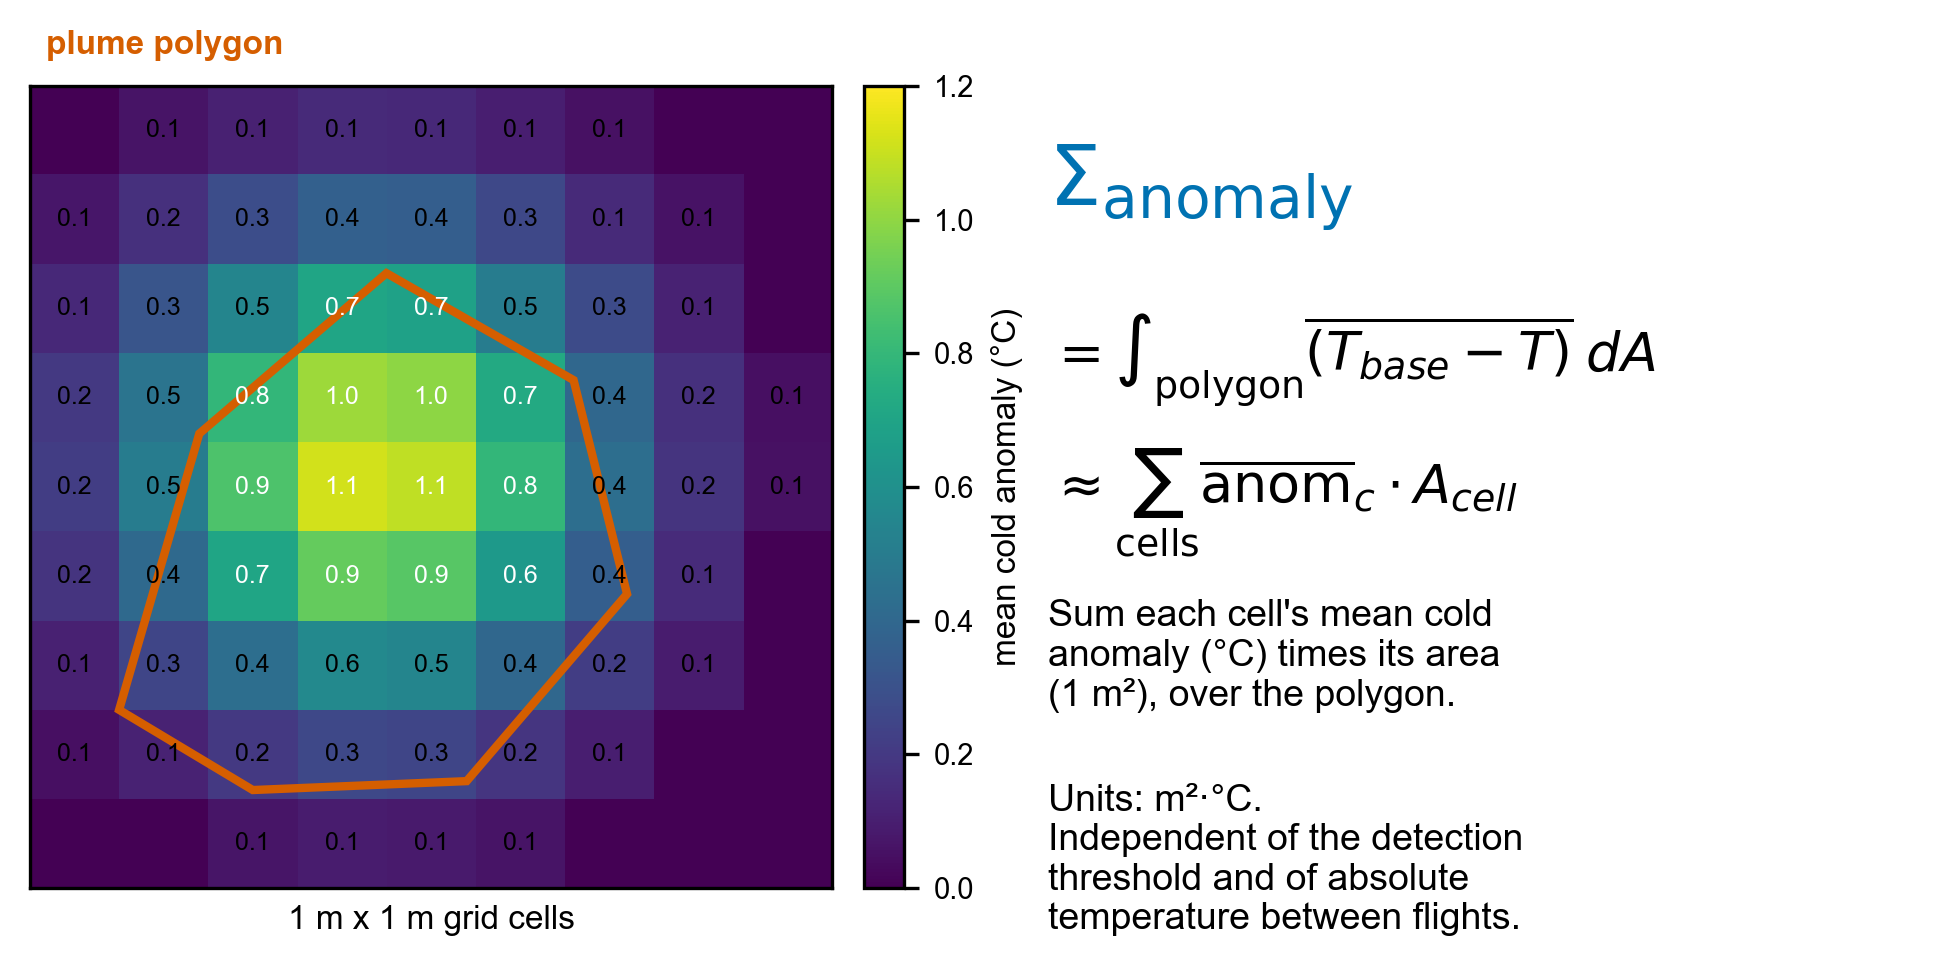 plume polygon
0.1 0.1 0.1 0.1 0.1 0.1
0.1 0.2 0.3 0.4 0.4 0.3 0.1 0.1
0.1 0.3 0.5 0.7 0.7 0.5 0.3 0.1
0.2 0.5 0.8 1.0 1.0 0.7 0.4 0.2 0.1
0.2 0.5 0.9 1.1 1.1 0.8 0.4 0.2 0.1
0.2 0.4 0.7 0.9 0.9 0.6 0.4 0.1
0.1 0.3 0.4 0.6 0.5 0.4 0.2 0.1
0.1 0.1 0.2 0.3 0.3 0.2 0.1
0.1 0.1 0.1 0.1
1 m x 1 m grid cells
1.2
1.0
0.8
0.6
0.4
0.2
0.0
mean cold anomaly (°C)
Σ_anomaly
= ∫_polygon \overline{(T_base − T)} dA
≈ ∑_cells \overline{anom}_c · A_cell
Sum each cell's mean cold
anomaly (°C) times its area
(1 m²), over the polygon.
Units: m²·°C.
Independent of the detection
threshold and of absolute
temperature between flights.